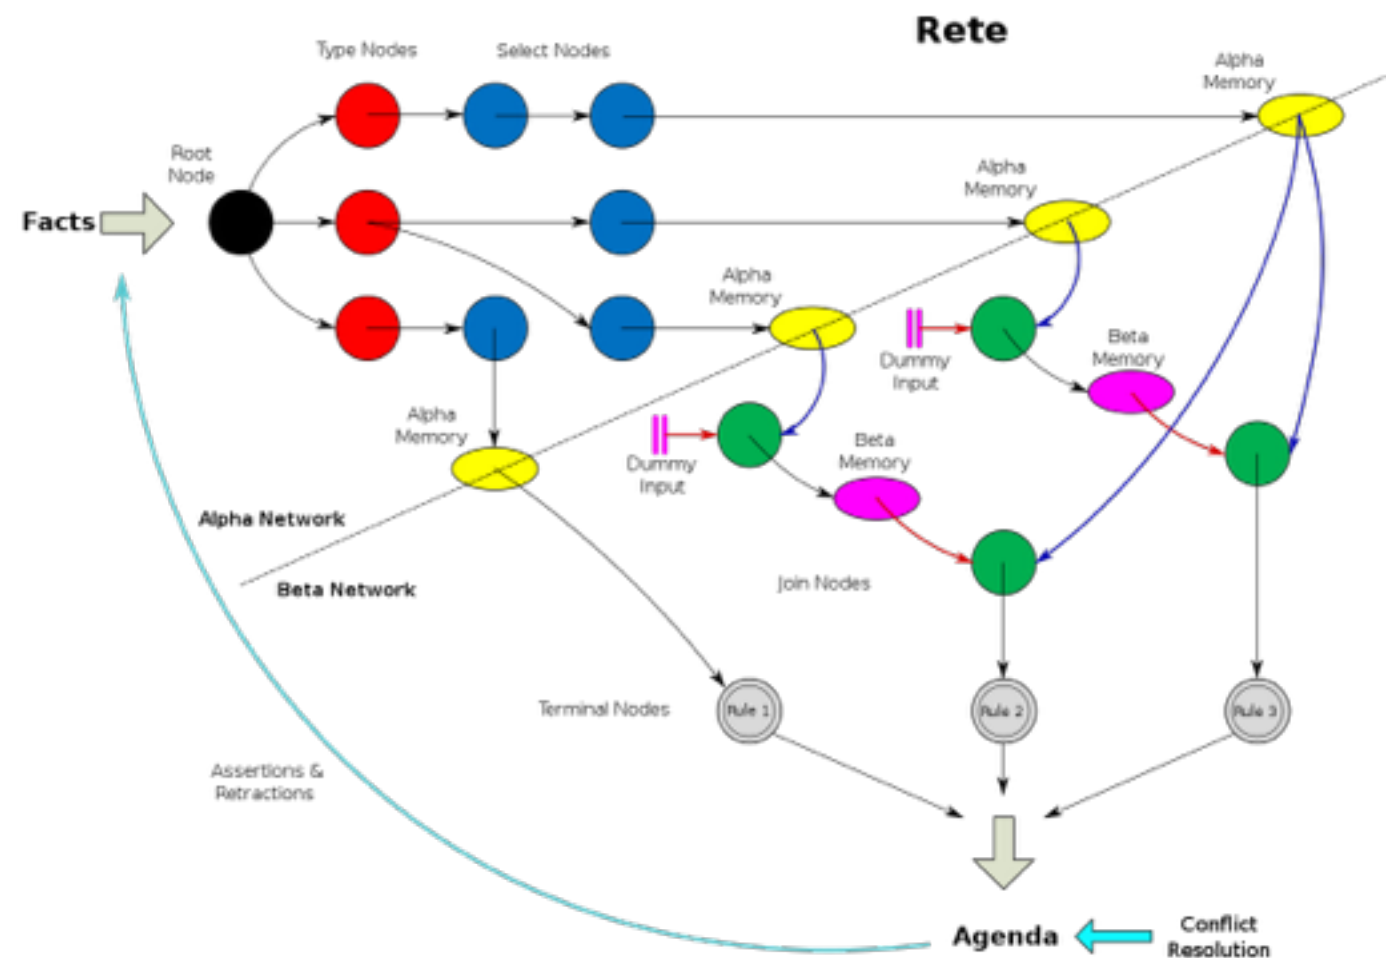 Rete
Type Nodes
Select Nodes
Alpha
Memory
Root
Node
Alpha
Memory
Facts
Alpha
Memory
Dummy
Input
Beta
Memory
Alpha
Memory
Dummy
Input
Beta
Memory
Alpha Network
Beta Network
Join Nodes
Terminal Nodes
Rule 1
Rule 2
Rule 3
Assertions &
Retractions
Agenda
Conflict
Resolution